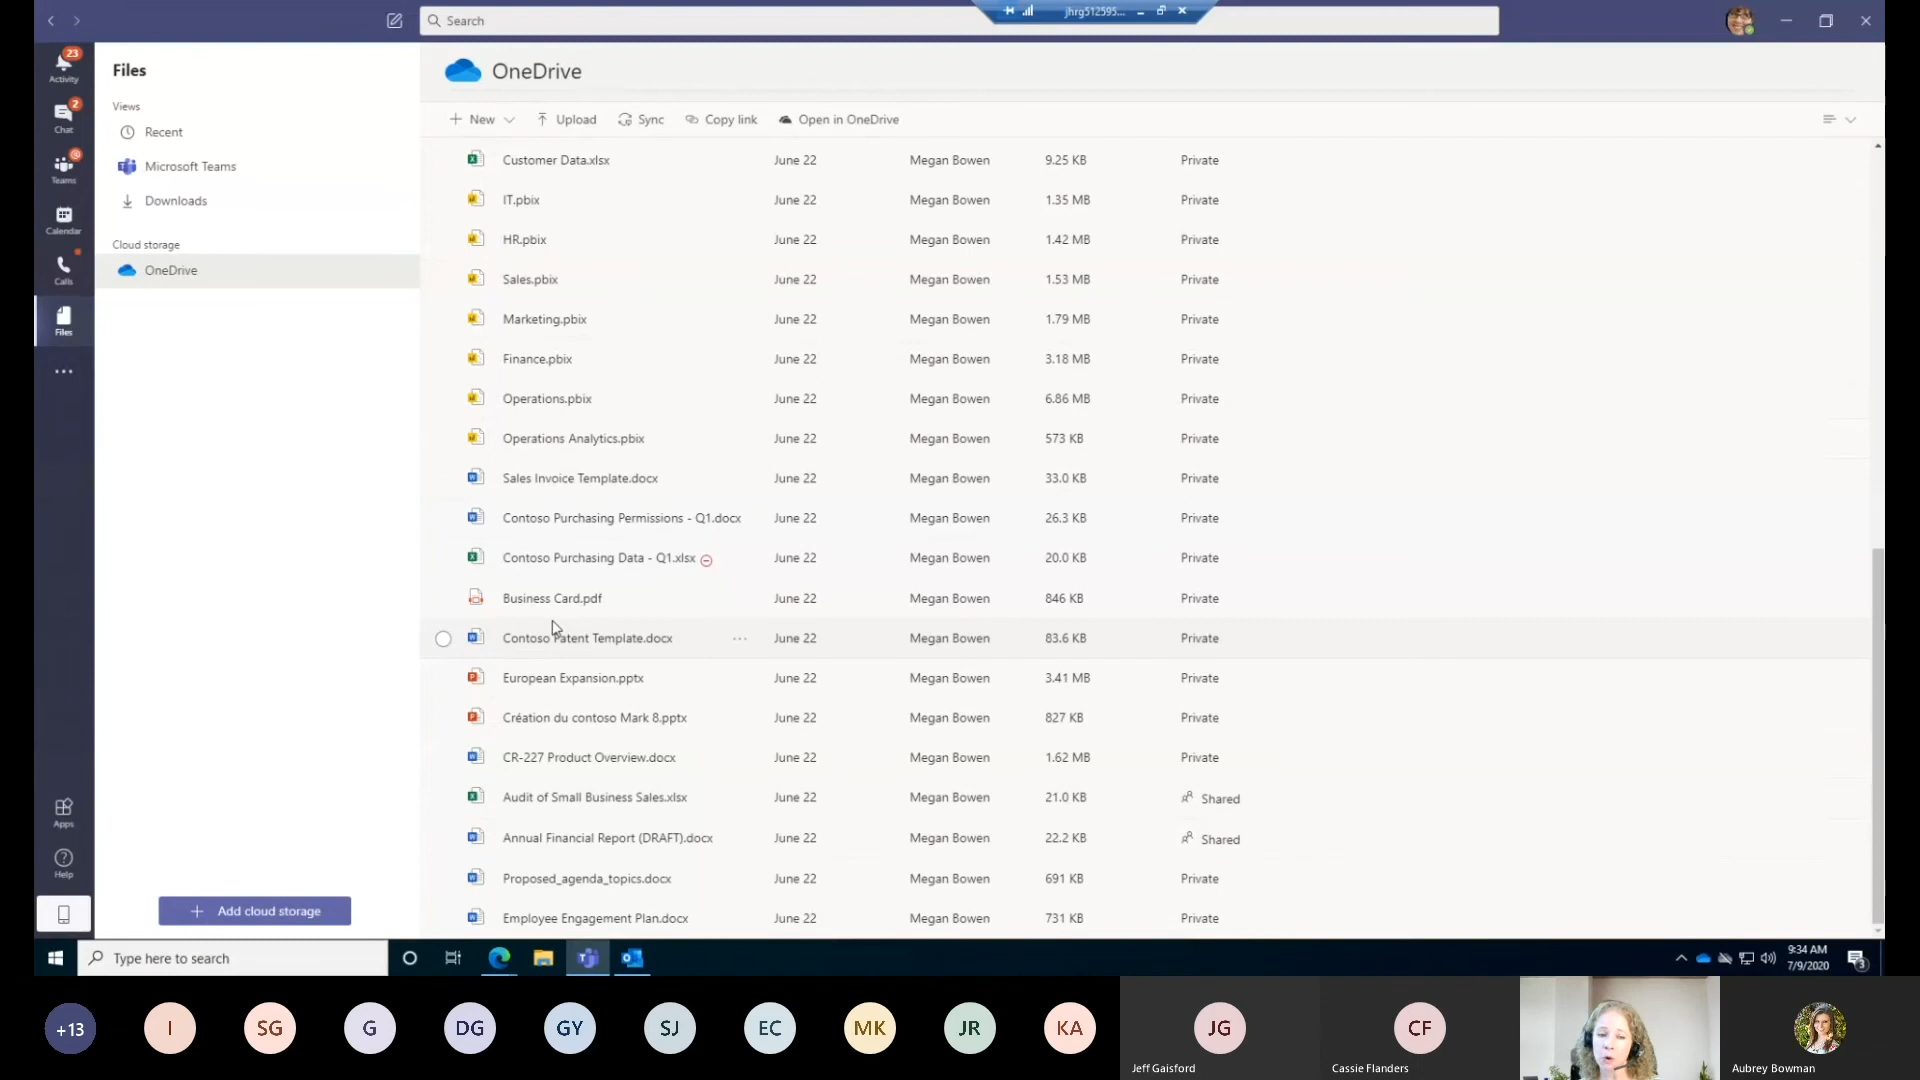 Search
jhrg512595...
23
Activity
2
Chat
Teams
Calendar
Calls
Files
Apps
Help
Files
Views
Recent
Microsoft Teams
Downloads
Cloud storage
OneDrive
Add cloud storage
OneDrive
New Upload Sync Copy link Open in OneDrive
Customer Data.xlsx June 22 Megan Bowen 9.25 KB Private
IT.pbix June 22 Megan Bowen 1.35 MB Private
HR.pbix June 22 Megan Bowen 1.42 MB Private
Sales.pbix June 22 Megan Bowen 1.53 MB Private
Marketing.pbix June 22 Megan Bowen 1.79 MB Private
Finance.pbix June 22 Megan Bowen 3.18 MB Private
Operations.pbix June 22 Megan Bowen 6.86 MB Private
Operations Analytics.pbix June 22 Megan Bowen 573 KB Private
Sales Invoice Template.docx June 22 Megan Bowen 33.0 KB Private
Contoso Purchasing Permissions - Q1.docx June 22 Megan Bowen 26.3 KB Private
Contoso Purchasing Data - Q1.xlsx June 22 Megan Bowen 20.0 KB Private
Business Card.pdf June 22 Megan Bowen 846 KB Private
Contoso Patent Template.docx ... June 22 Megan Bowen 83.6 KB Private
European Expansion.pptx June 22 Megan Bowen 3.41 MB Private
Création du contoso Mark 8.pptx June 22 Megan Bowen 827 KB Private
CR-227 Product Overview.docx June 22 Megan Bowen 1.62 MB Private
Audit of Small Business Sales.xlsx June 22 Megan Bowen 21.0 KB Shared
Annual Financial Report (DRAFT).docx June 22 Megan Bowen 22.2 KB Shared
Proposed_agenda_topics.docx June 22 Megan Bowen 691 KB Private
Employee Engagement Plan.docx June 22 Megan Bowen 731 KB Private
Type here to search
9:34 AM
7/9/2020
3
+13 I SG G DG GY SJ EC MK JR KA JG CF
Jeff Gaisford Cassie Flanders Aubrey Bowman